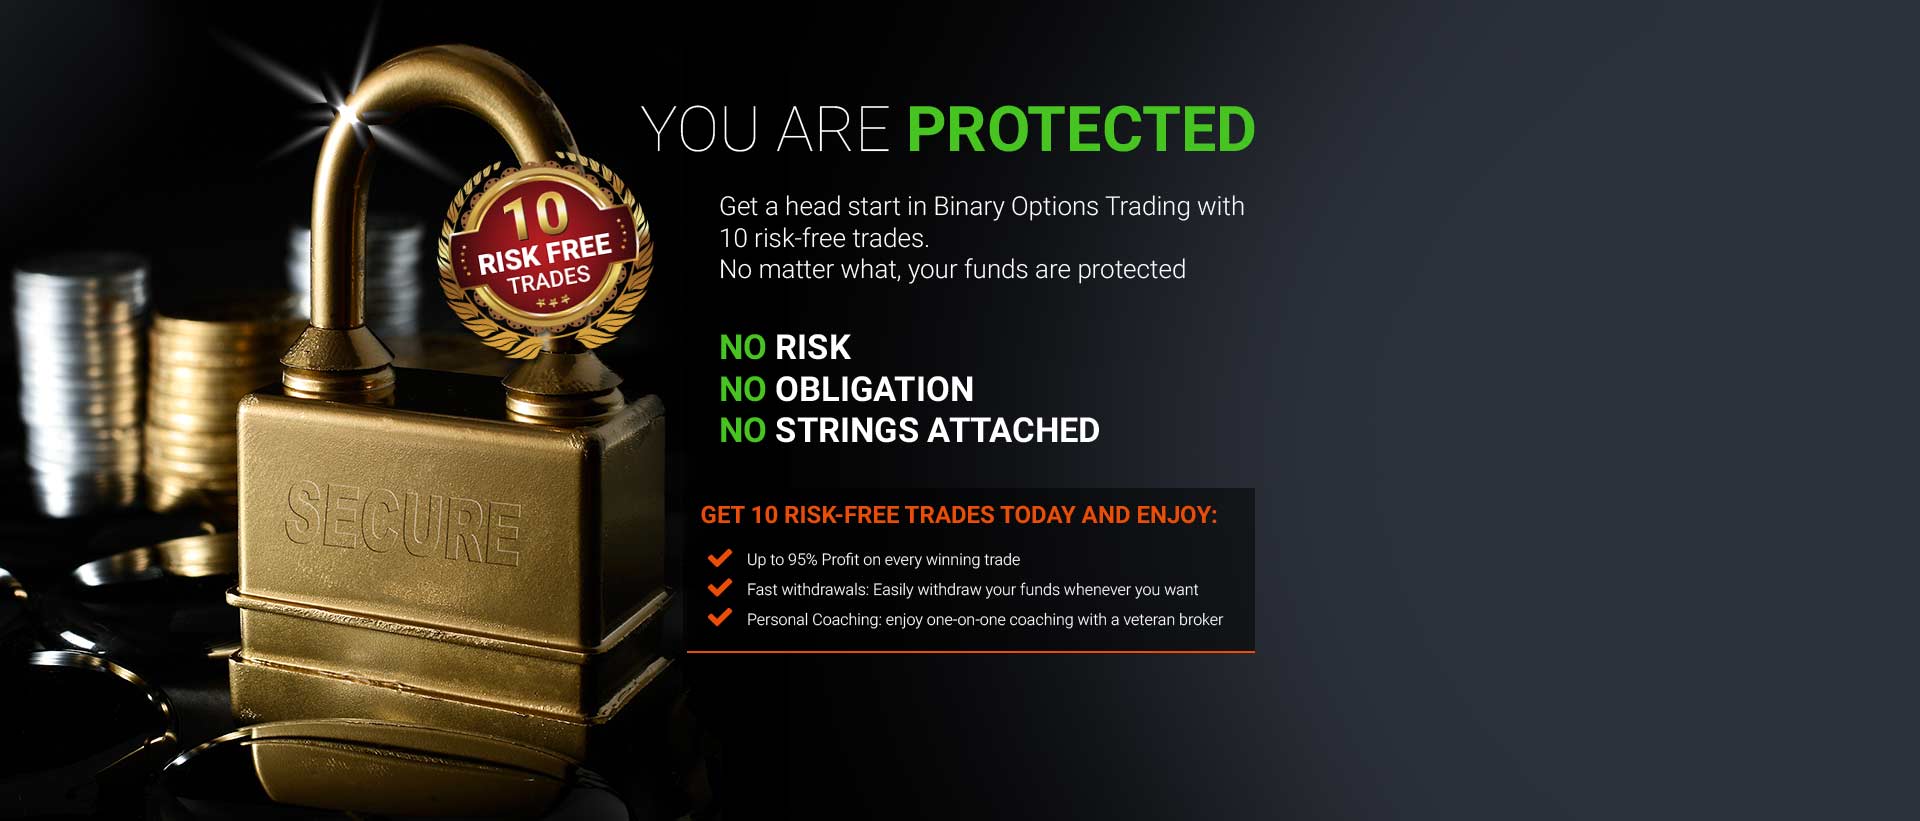 YOU ARE PROTECTED
10
RISK FREE
TRADES
Get a head start in Binary Options Trading with
10 risk-free trades.
No matter what, your funds are protected
NO RISK
NO OBLIGATION
NO STRINGS ATTACHED
SECURE
GET 10 RISK-FREE TRADES TODAY AND ENJOY:
Up to 95% Profit on every winning trade
Fast withdrawals: Easily withdraw your funds whenever you want
Personal Coaching: enjoy one-on-one coaching with a veteran broker